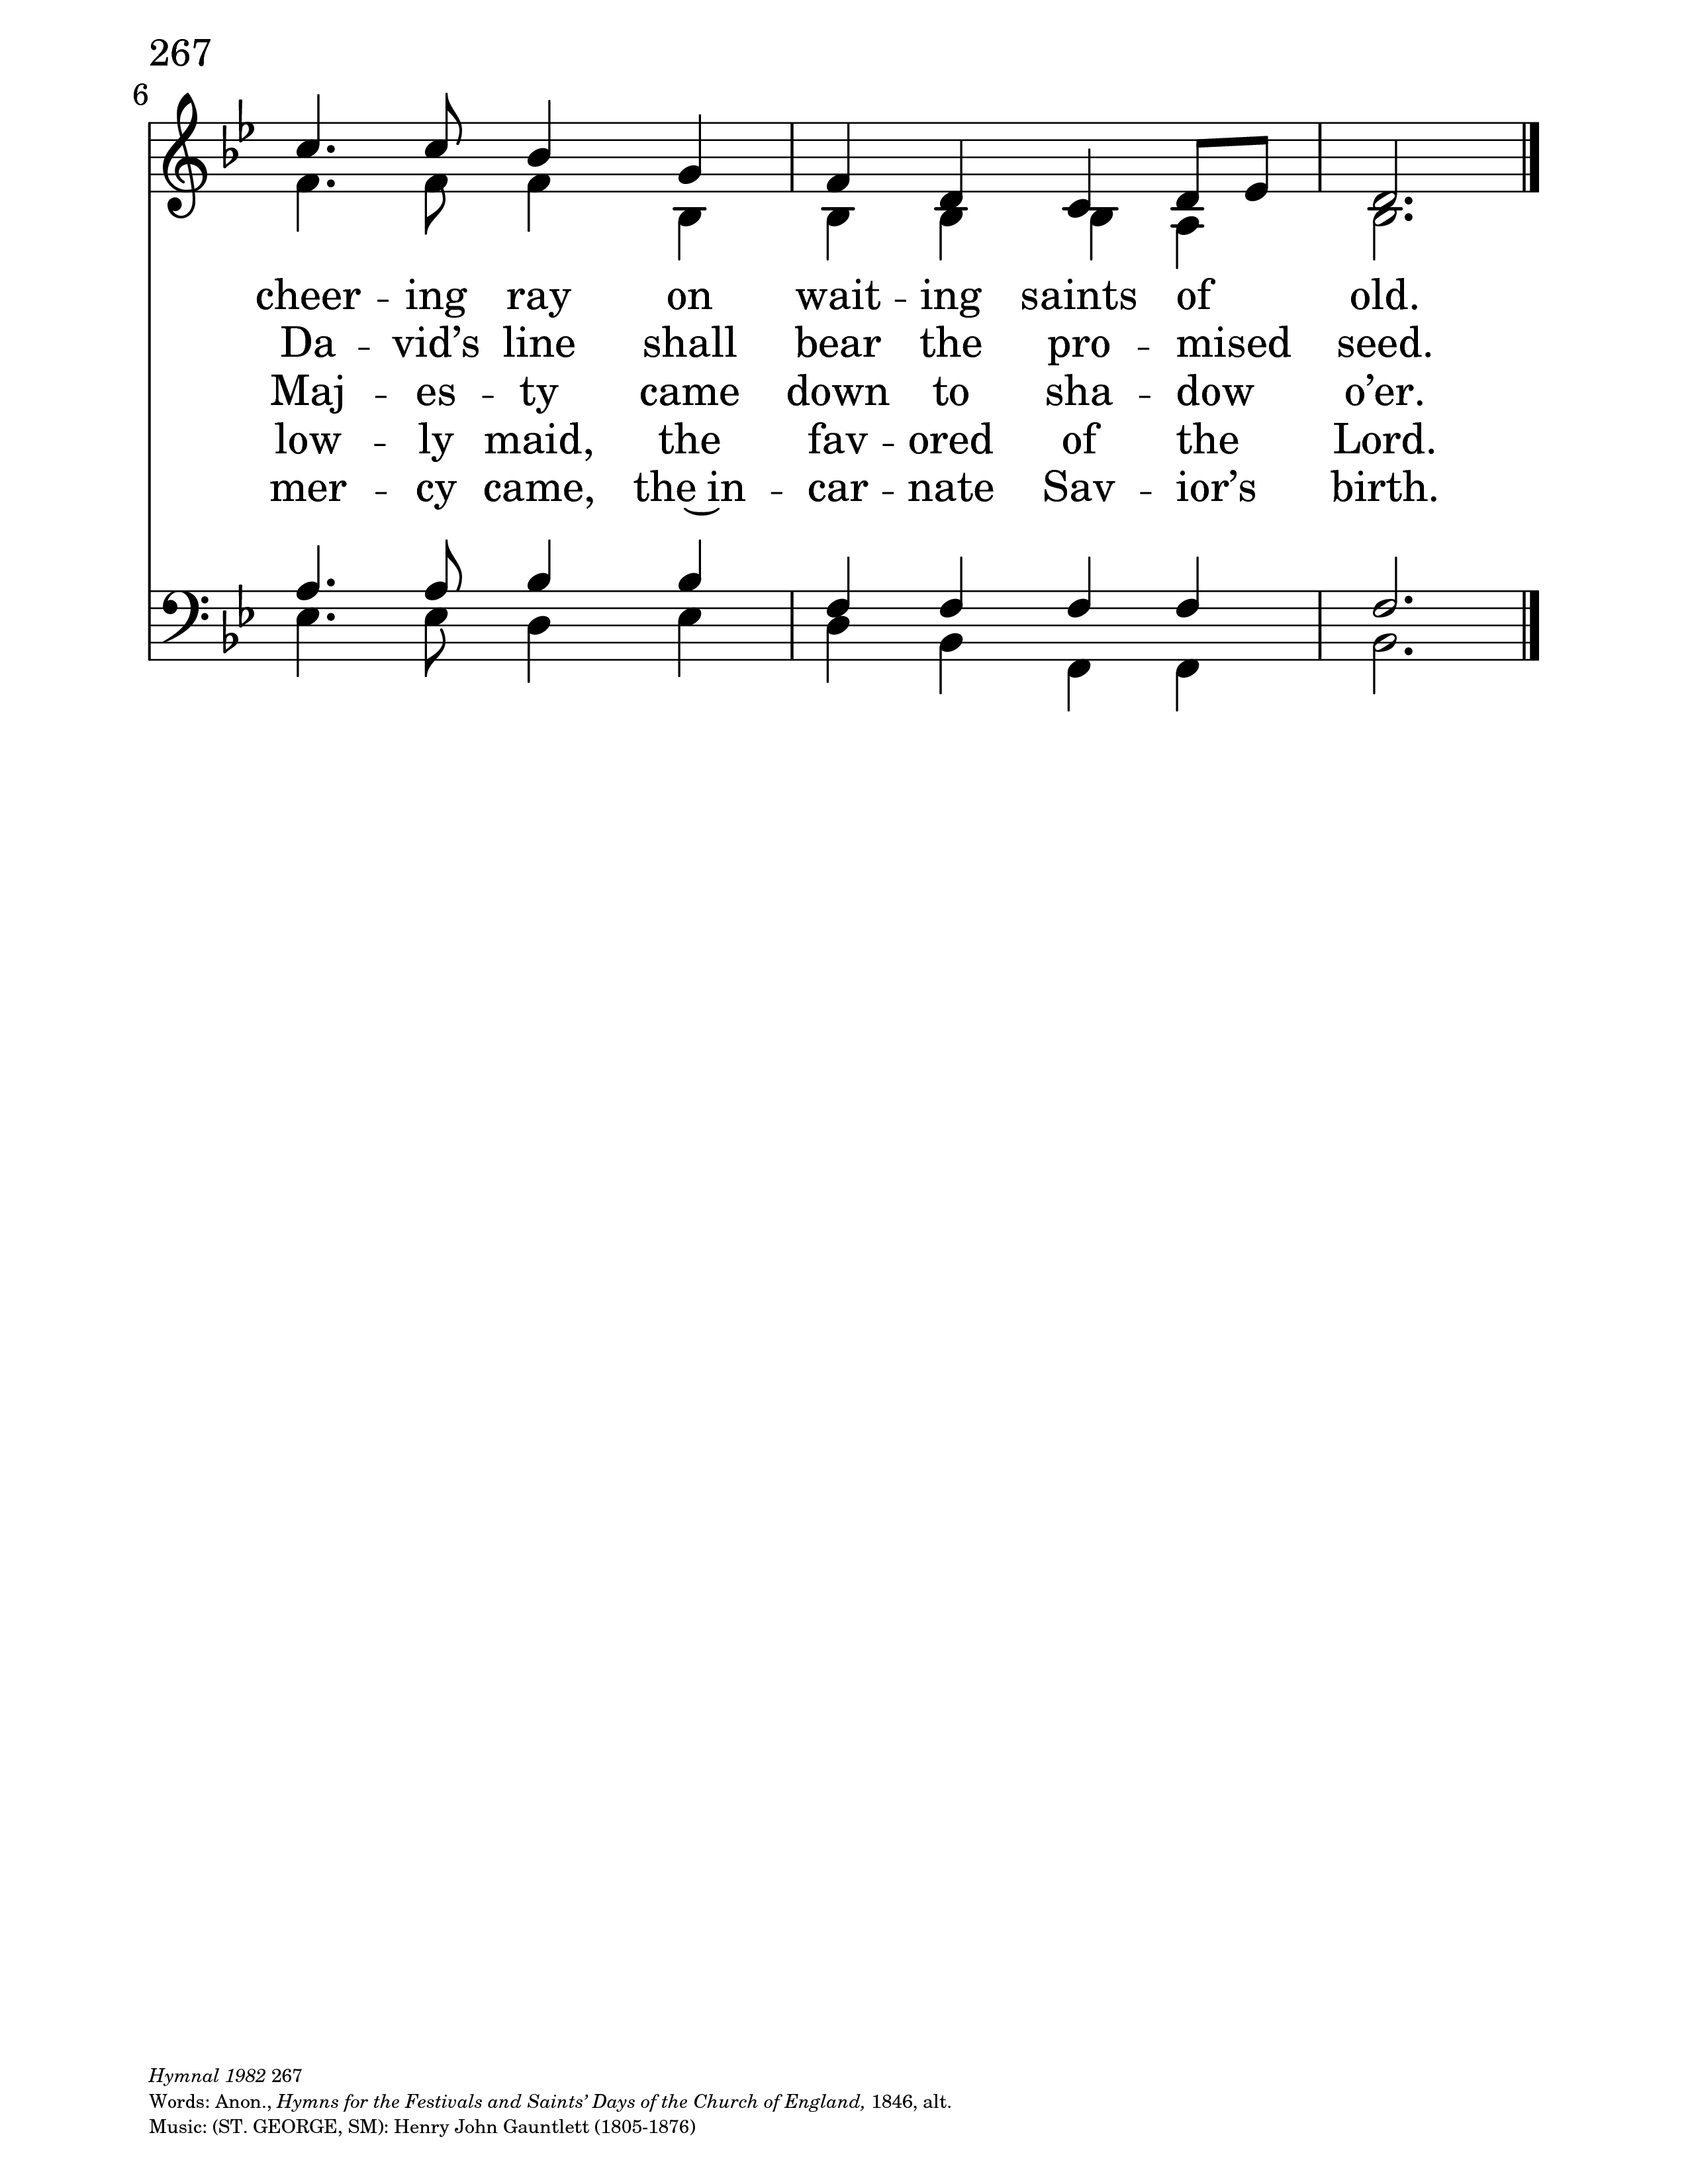 267
6
cheer - ing ray on wait - ing saints of old.
Da - vid’s line shall bear the pro - mised seed.
Maj - es - ty came down to sha - dow o’er.
low - ly maid, the fav - ored of the Lord.
mer - cy came, the‿in - car - nate Sav - ior’s birth.
Hymnal 1982 267
Words: Anon., Hymns for the Festivals and Saints’ Days of the Church of England, 1846, alt.
Music: (ST. GEORGE, SM): Henry John Gauntlett (1805-1876)